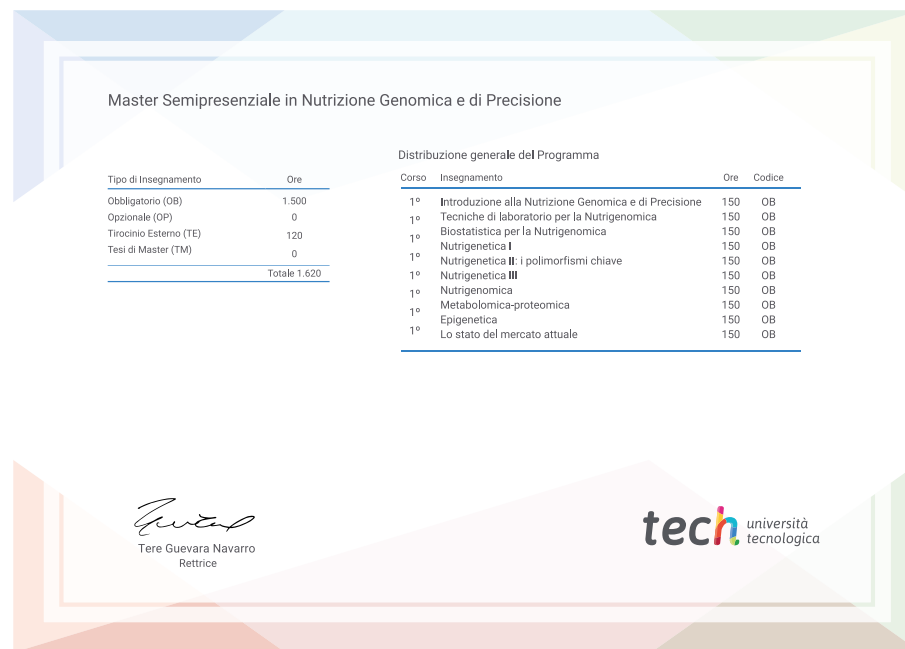 Master Semipresenziale in Nutrizione Genomica e di Precisione
Tipo di Insegnamento Ore
Obbligatorio (OB) 1.500
Opzionale (OP) 0
Tirocinio Esterno (TE) 120
Tesi di Master (TM) 0
Totale 1.620
Distribuzione generale del Programma
Corso Insegnamento Ore Codice
1º Introduzione alla Nutrizione Genomica e di Precisione 150 OB
1º Tecniche di laboratorio per la Nutrigenomica 150 OB
1º Biostatistica per la Nutrigenomica 150 OB
1º Nutrigenetica I 150 OB
1º Nutrigenetica II: i polimorfismi chiave 150 OB
1º Nutrigenetica III 150 OB
1º Nutrigenomica 150 OB
1º Metabolomica-proteomica 150 OB
Epigenetica 150 OB
Lo stato del mercato attuale 150 OB
Tere Guevara Navarro
Rettrice
tech università
tecnologica